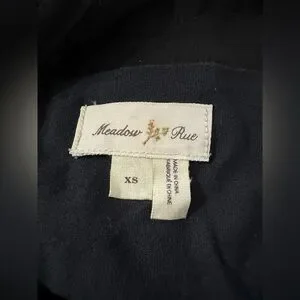 Meadow Rue
XS
MADE IN CHINA
FABRIQUÉ EN CHINE